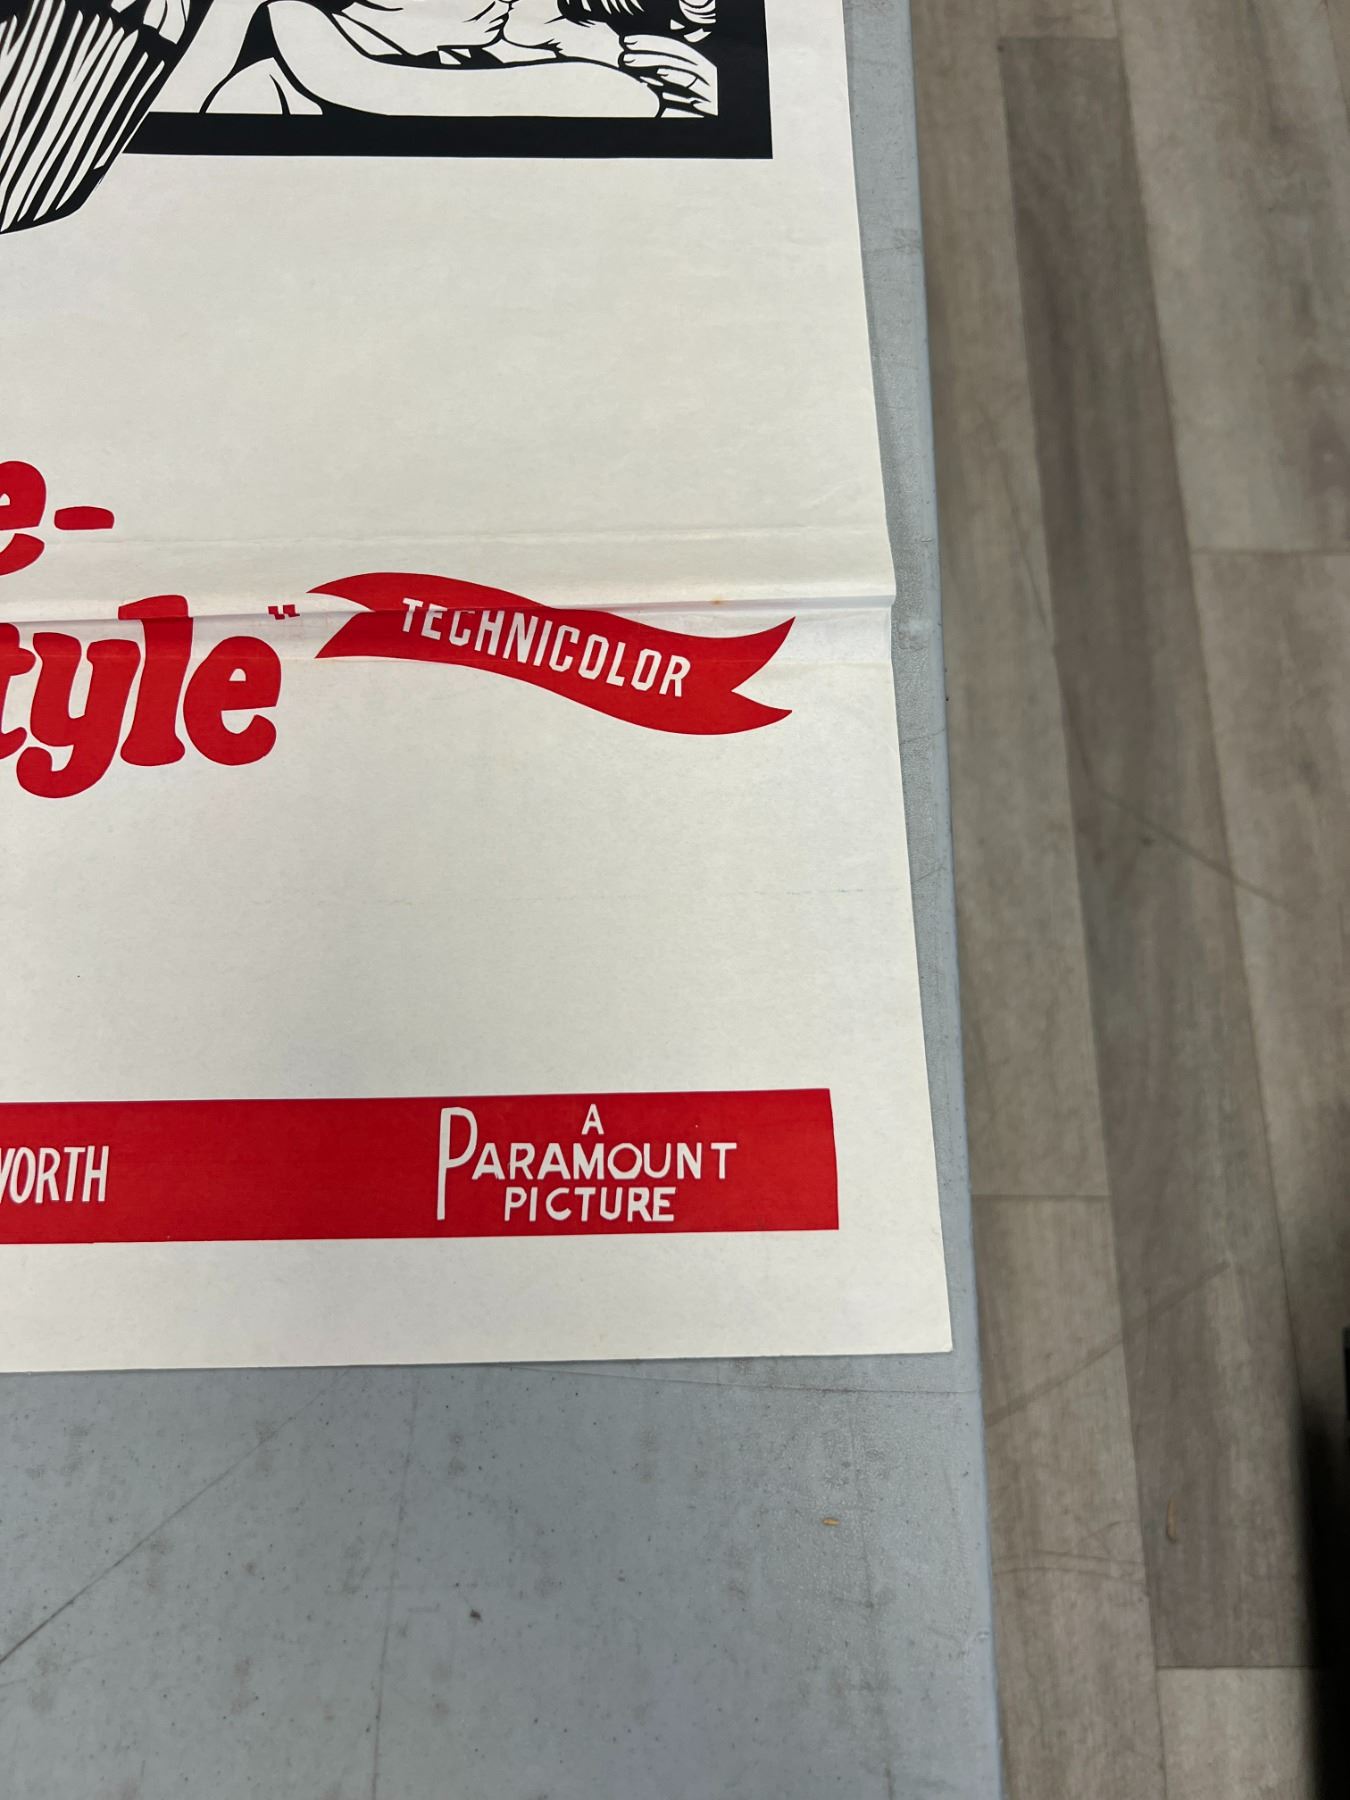 e-
tyle"
TECHNICOLOR
WORTH
A
PARAMOUNT
PICTURE